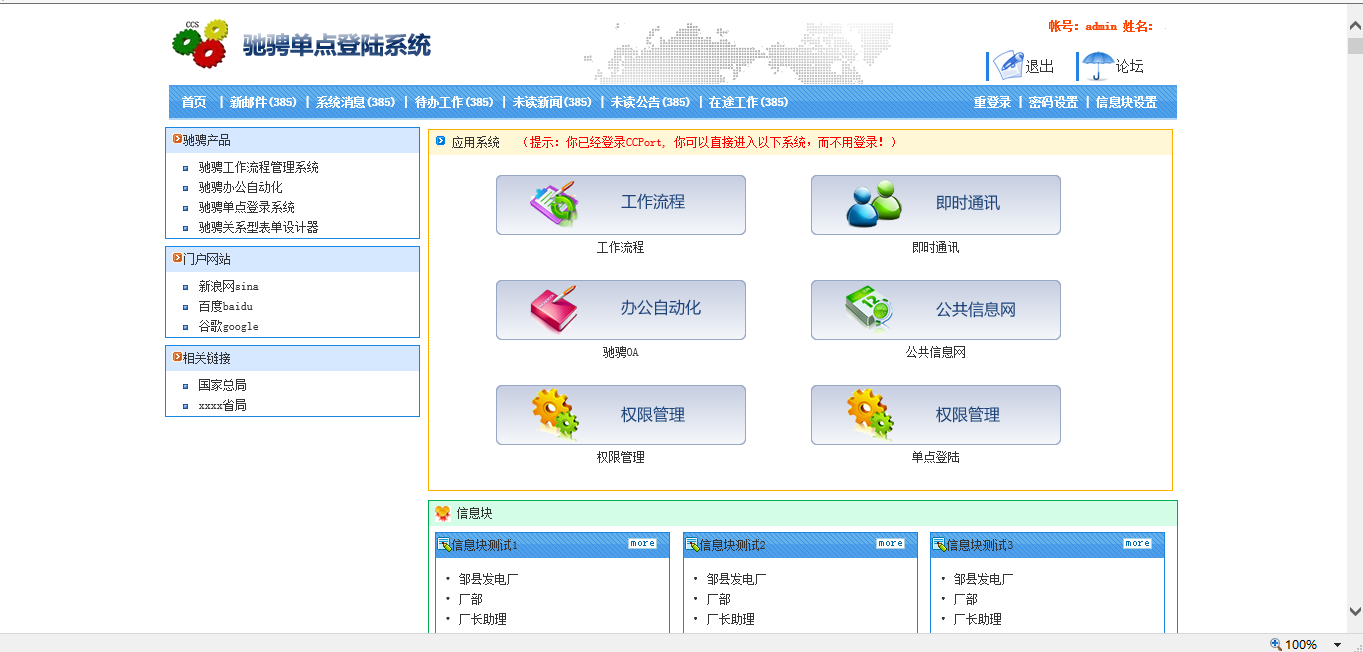 CCS
驰骋单点登陆系统
帐号: admin 姓名:
退出 论坛
首页 | 新邮件(385) | 系统消息(385) | 待办工作(385) | 未读新闻(385) | 未读公告(385) | 在途工作(385)
重登录 | 密码设置 | 信息块设置
驰骋产品
驰骋工作流程管理系统
驰骋办公自动化
驰骋单点登录系统
驰骋关系型表单设计器
门户网站
新浪网sina
百度baidu
谷歌google
相关链接
国家总局
xxxx省局
应用系统 （提示：你已经登录CCPort, 你可以直接进入以下系统，而不用登录！）
工作流程
工作流程
即时通讯
即时通讯
办公自动化
驰骋OA
公共信息网
公共信息网
权限管理
权限管理
权限管理
单点登陆
信息块
信息块测试1 more
• 邹县发电厂
• 厂部
• 厂长助理
信息块测试2 more
• 邹县发电厂
• 厂部
• 厂长助理
信息块测试3 more
• 邹县发电厂
• 厂部
• 厂长助理
100%